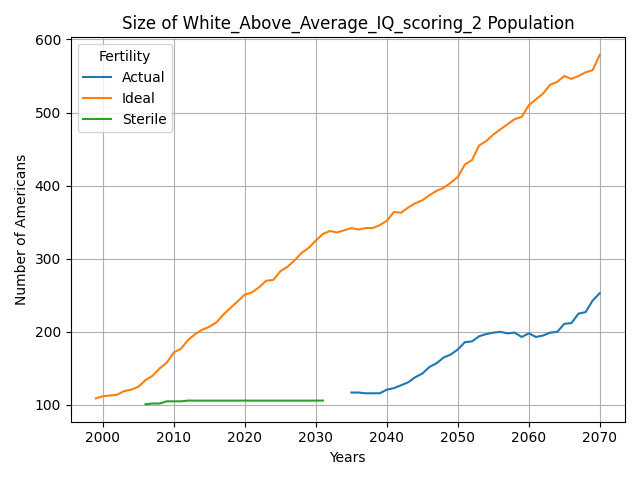 Size of White_Above_Average_IQ_scoring_2 Population
Fertility
Actual
Ideal
Sterile
600
500
400
300
200
100
Number of Americans
2000 2010 2020 2030 2040 2050 2060 2070
Years